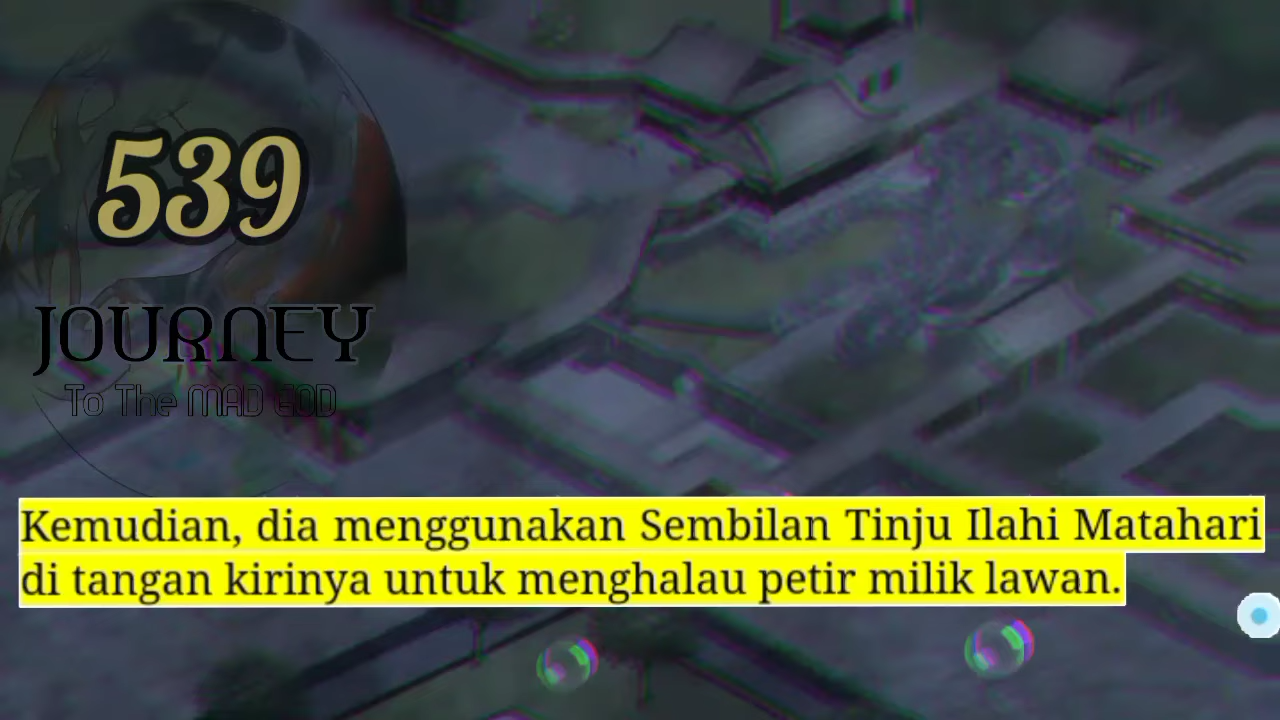 539
JOURNEY
To The MAD GOD
Kemudian, dia menggunakan Sembilan Tinju Ilahi Matahari
di tangan kirinya untuk menghalau petir milik lawan.